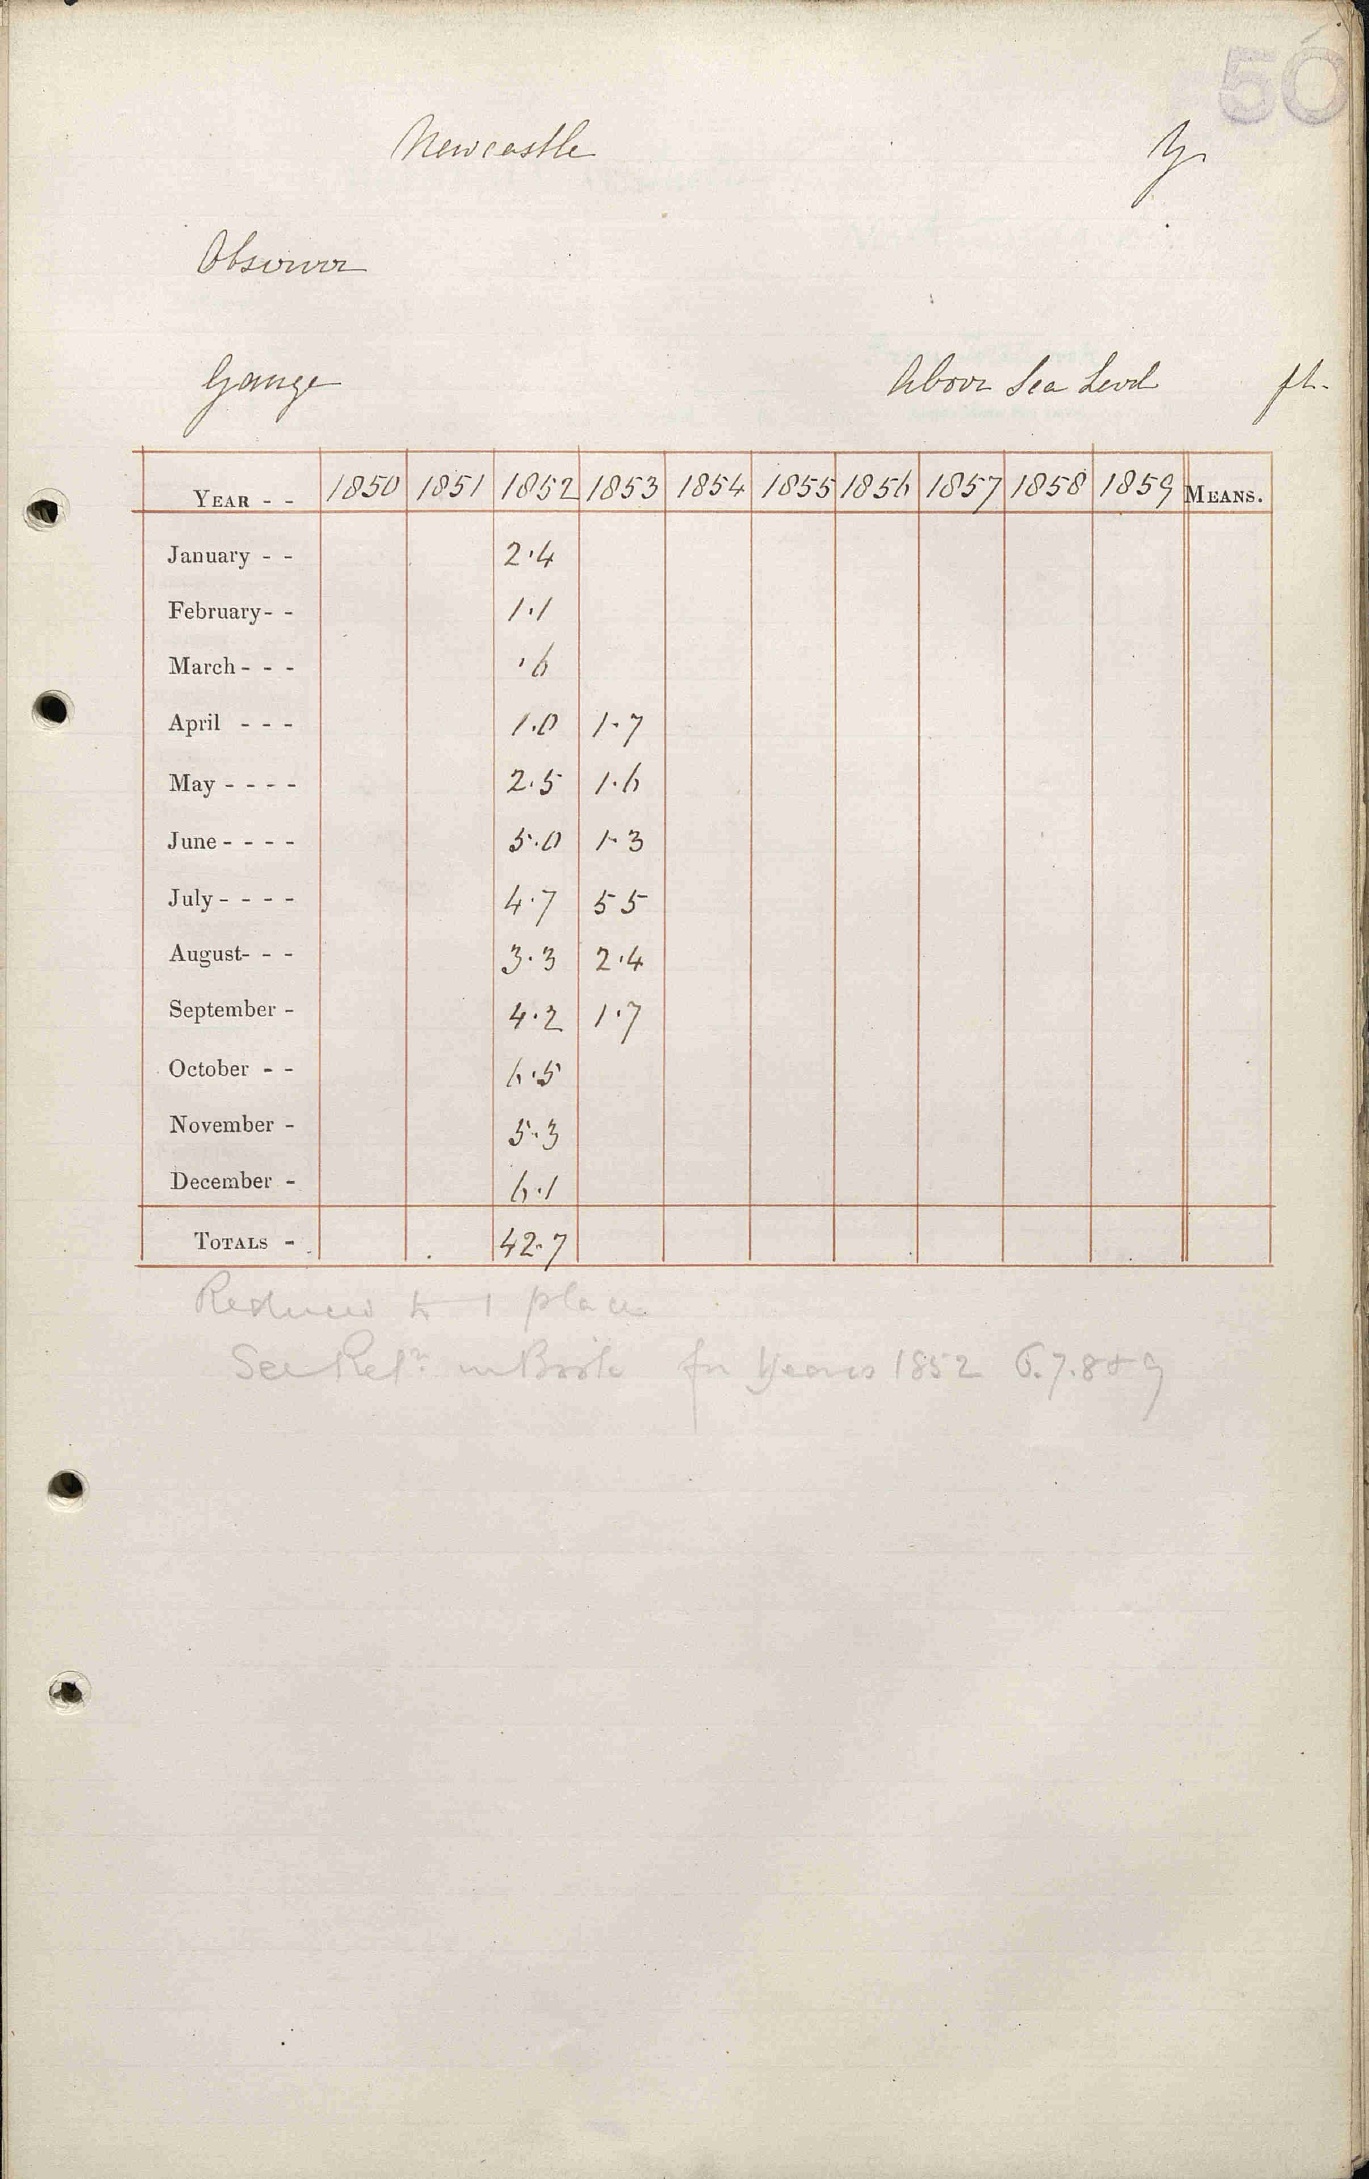 50
Newcastle
Observer
Gauge Above Sea Level ft.
YEAR - - 1850 1851 1852 1853 1854 1855 1856 1857 1858 1859 MEANS.
January - - 2.4
February - - 1.1
March - - - .6
April - - - 1.0 1.7
May - - - - 2.5 1.6
June - - - - 5.0 1.3
July - - - - 4.7 5 5
August - - - 3.3 2.4
September - 4.2 1.7
October - - 6.5
November - 5.3
December - 6.1
TOTALS - 42.7
Reduced to 1 place
See Ref. in Book for Years 1852 6.7.8 & 9